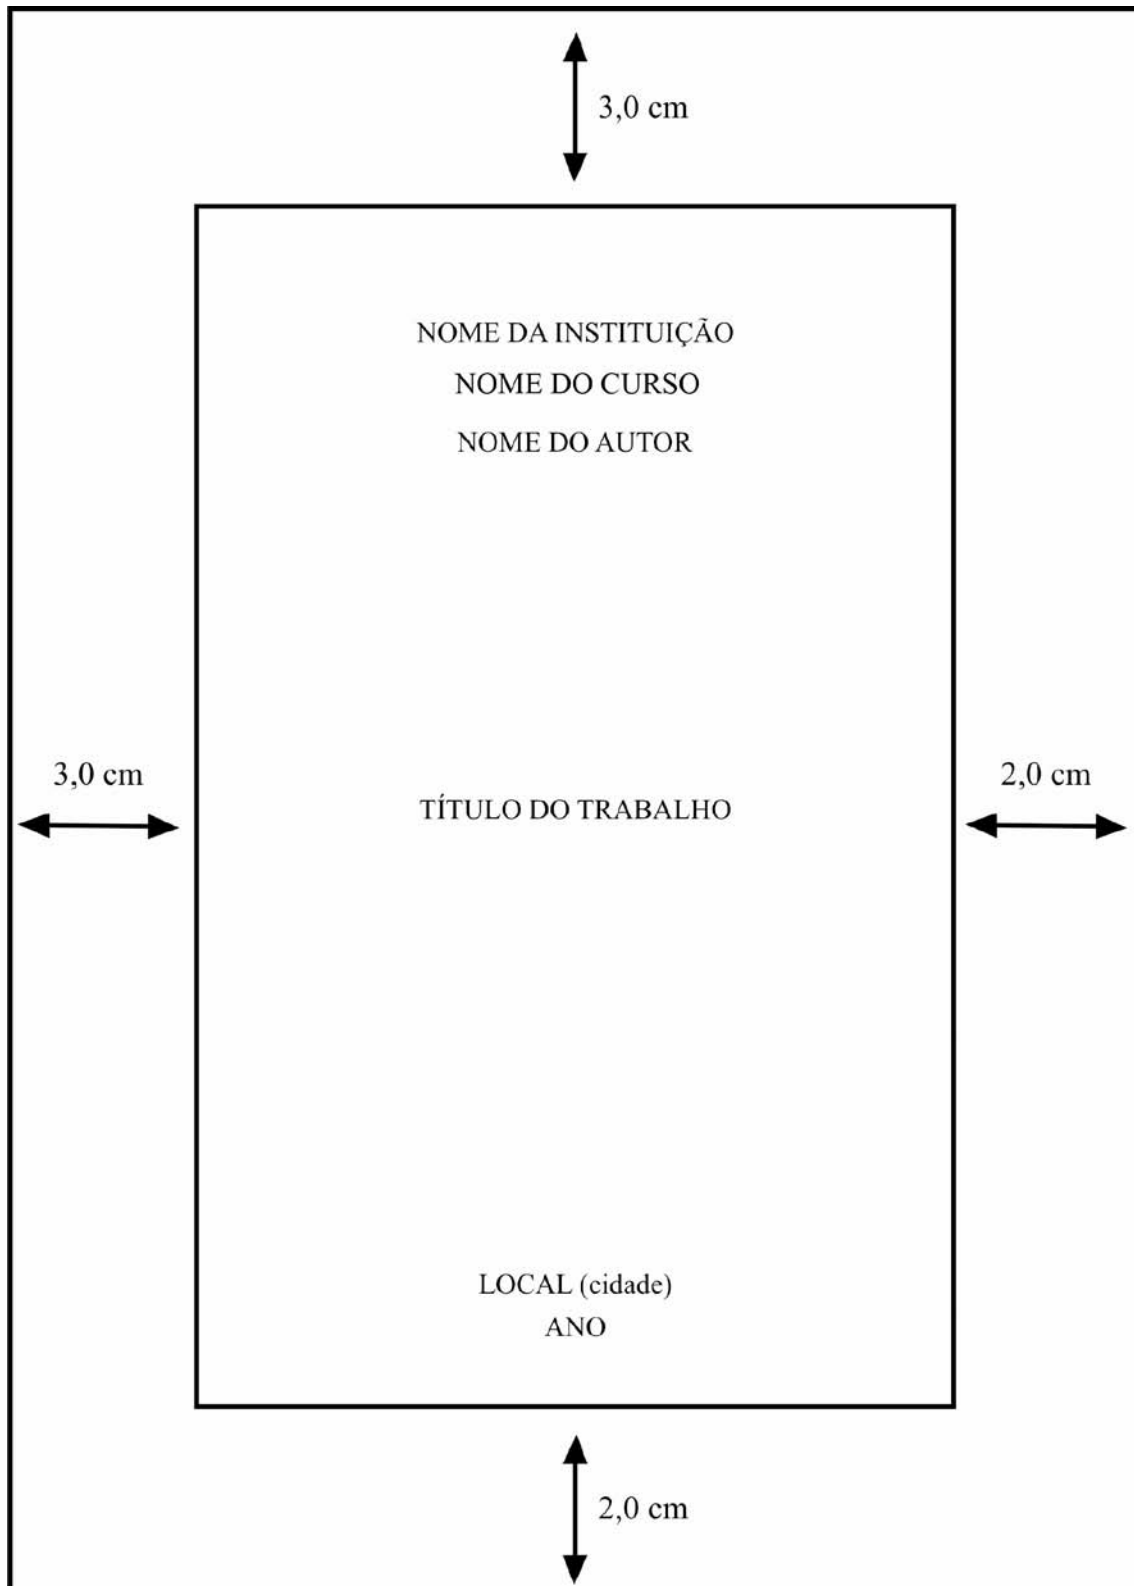 3,0 cm
NOME DA INSTITUIÇÃO
NOME DO CURSO
NOME DO AUTOR
3,0 cm
TÍTULO DO TRABALHO
2,0 cm
LOCAL (cidade)
ANO
2,0 cm